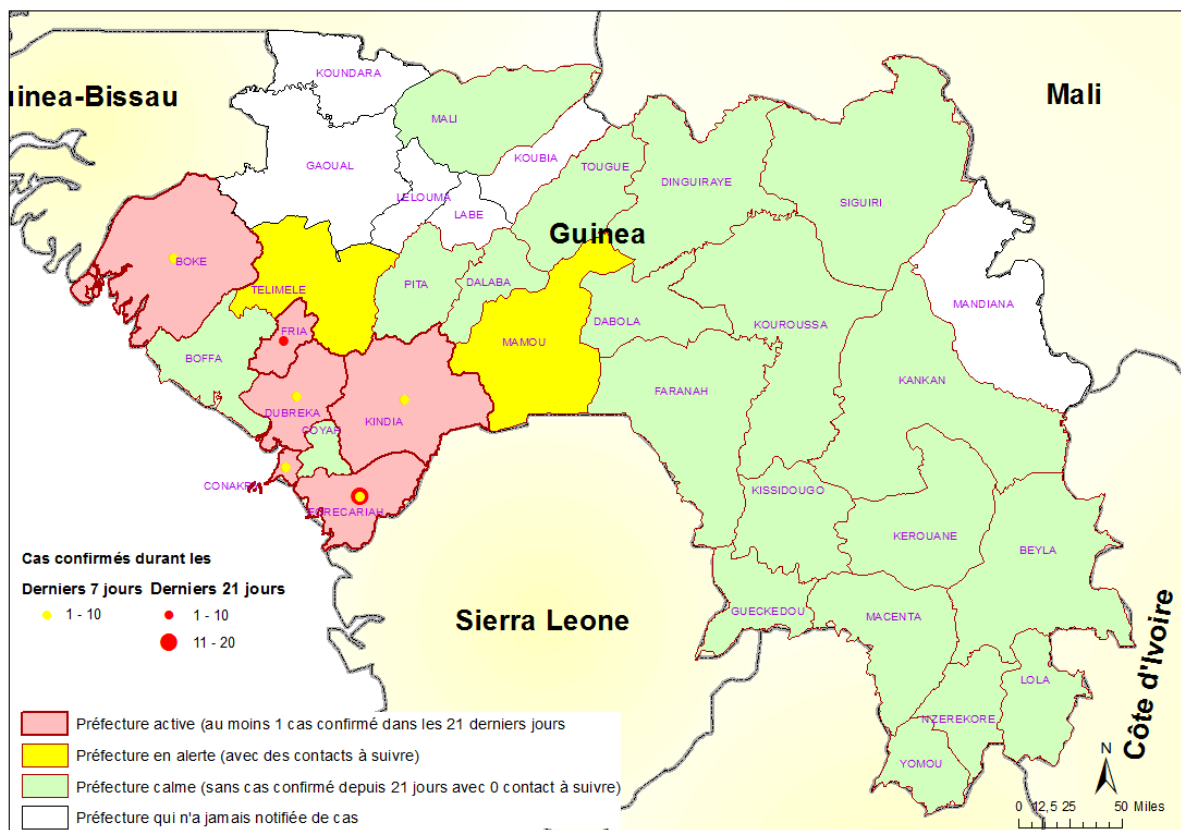 KOUNDARA
uinea-Bissau
Mali
MALI
KOUBIA
GAOUAL
TOUGUE
DINGUIRAYE
LELOUMA
SIGUIRI
LABE
Guinea
BOKE
TELIMELE
PITA
DALABA
MANDIANA
FRIA
DABOLA
KOUROUSSA
MAMOU
BOFFA
KANKAN
FARANAH
DUBREKA
KINDIA
COYAH
CONAKRY
KISSIDOUGO
FORECARIAH
KEROUANE
BEYLA
Cas confirmés durant les
Derniers 7 jours Derniers 21 jours
1 - 10 1 - 10
11 - 20
GUECKEDOU
MACENTA
Sierra Leone
Côte d'Ivoire
LOLA
N'ZEREKORE
YOMOU
Préfecture active (au moins 1 cas confirmé dans les 21 derniers jours
Préfecture en alerte (avec des contacts à suivre)
Préfecture calme (sans cas confirmé depuis 21 jours avec 0 contact à suivre)
Préfecture qui n'a jamais notifiée de cas
N
0 12,5 25 50 Miles